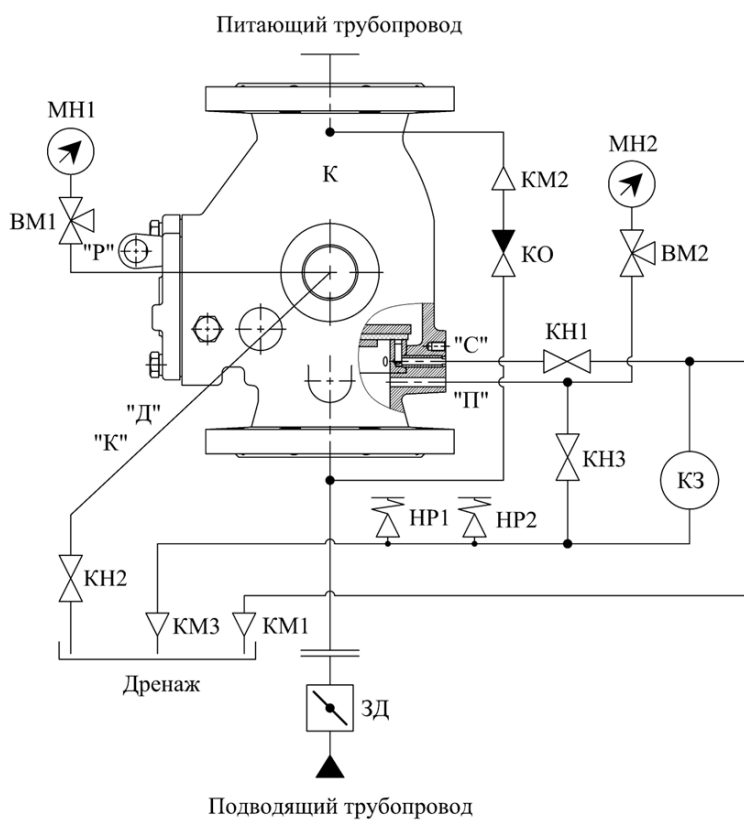 Питающий трубопровод
МН1
МН2
К
КМ2
ВМ1
"Р"
КО
ВМ2
"С"
КН1
"П"
"Д"
"К"
КН3
КЗ
НР1
НР2
КН2
КМ3
КМ1
Дренаж
ЗД
Подводящий трубопровод